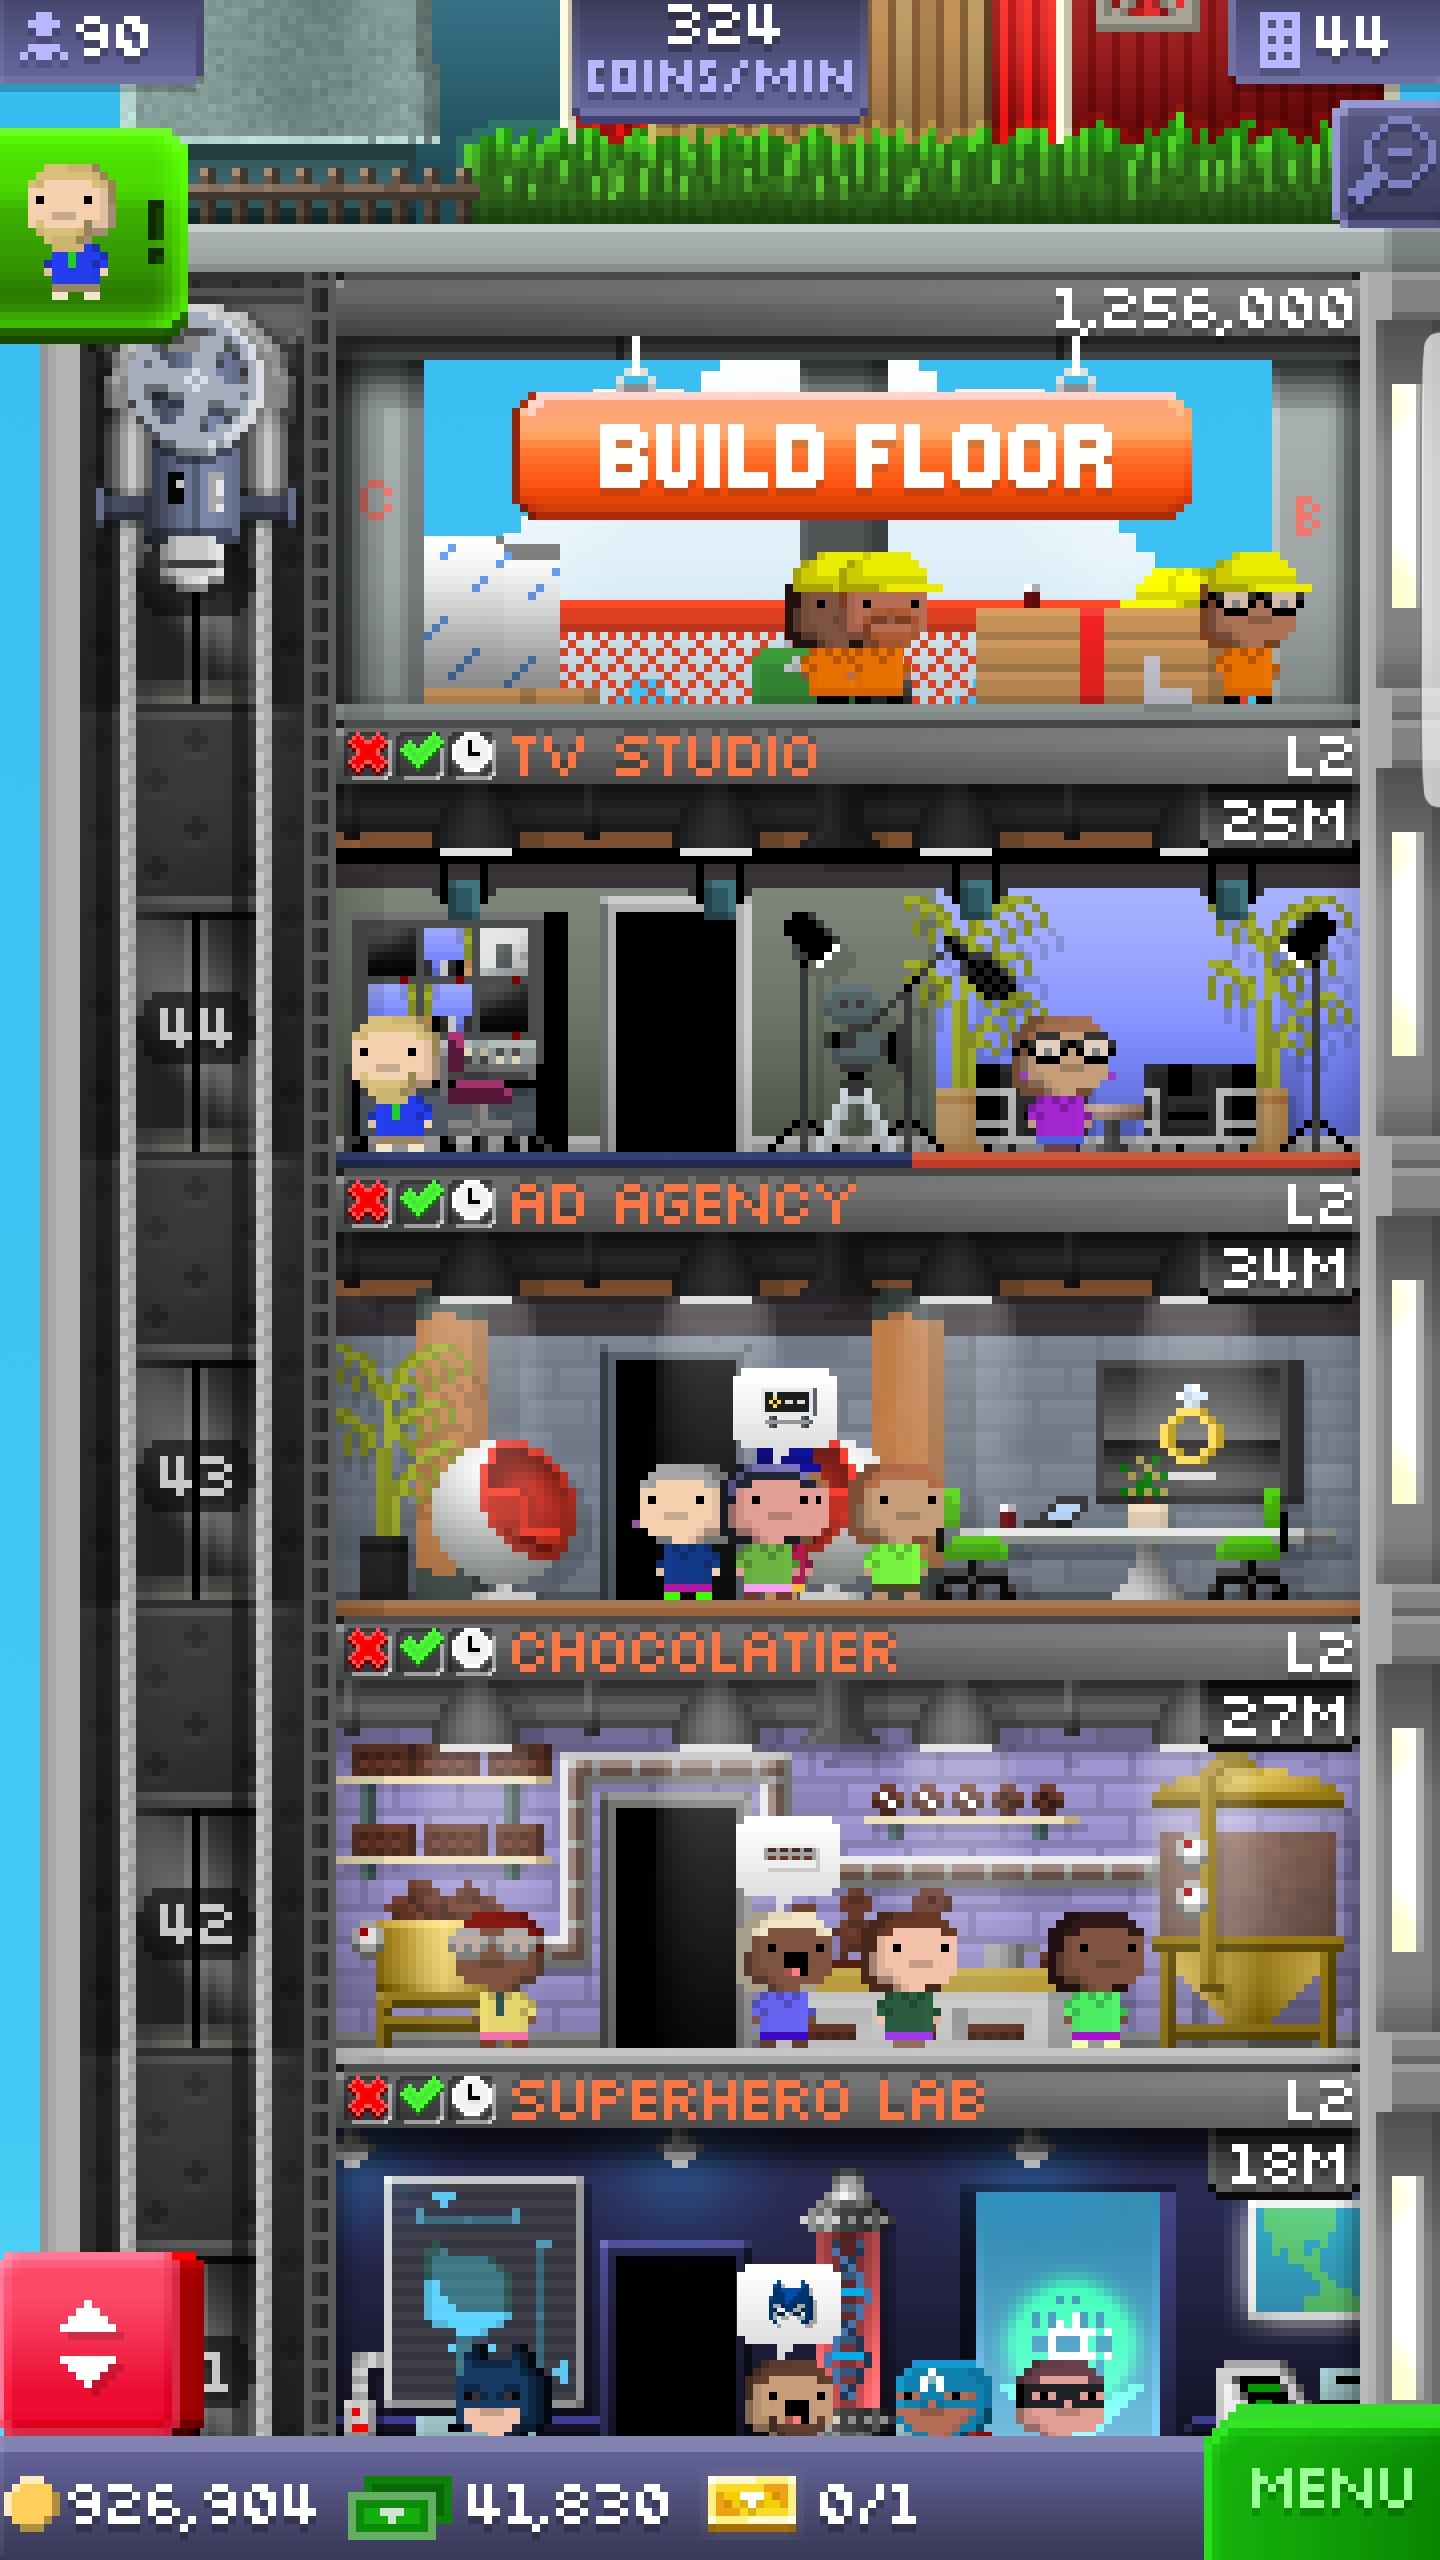 90
324
COINS/MIN
44
!
1,256,000
BUILD FLOOR
C
B
TV STUDIO L2
25M
44
AD AGENCY L2
34M
43
CHOCOLATIER L2
27M
42
SUPERHERO LAB L2
18M
1
926,904 41,830 0/1 MENU